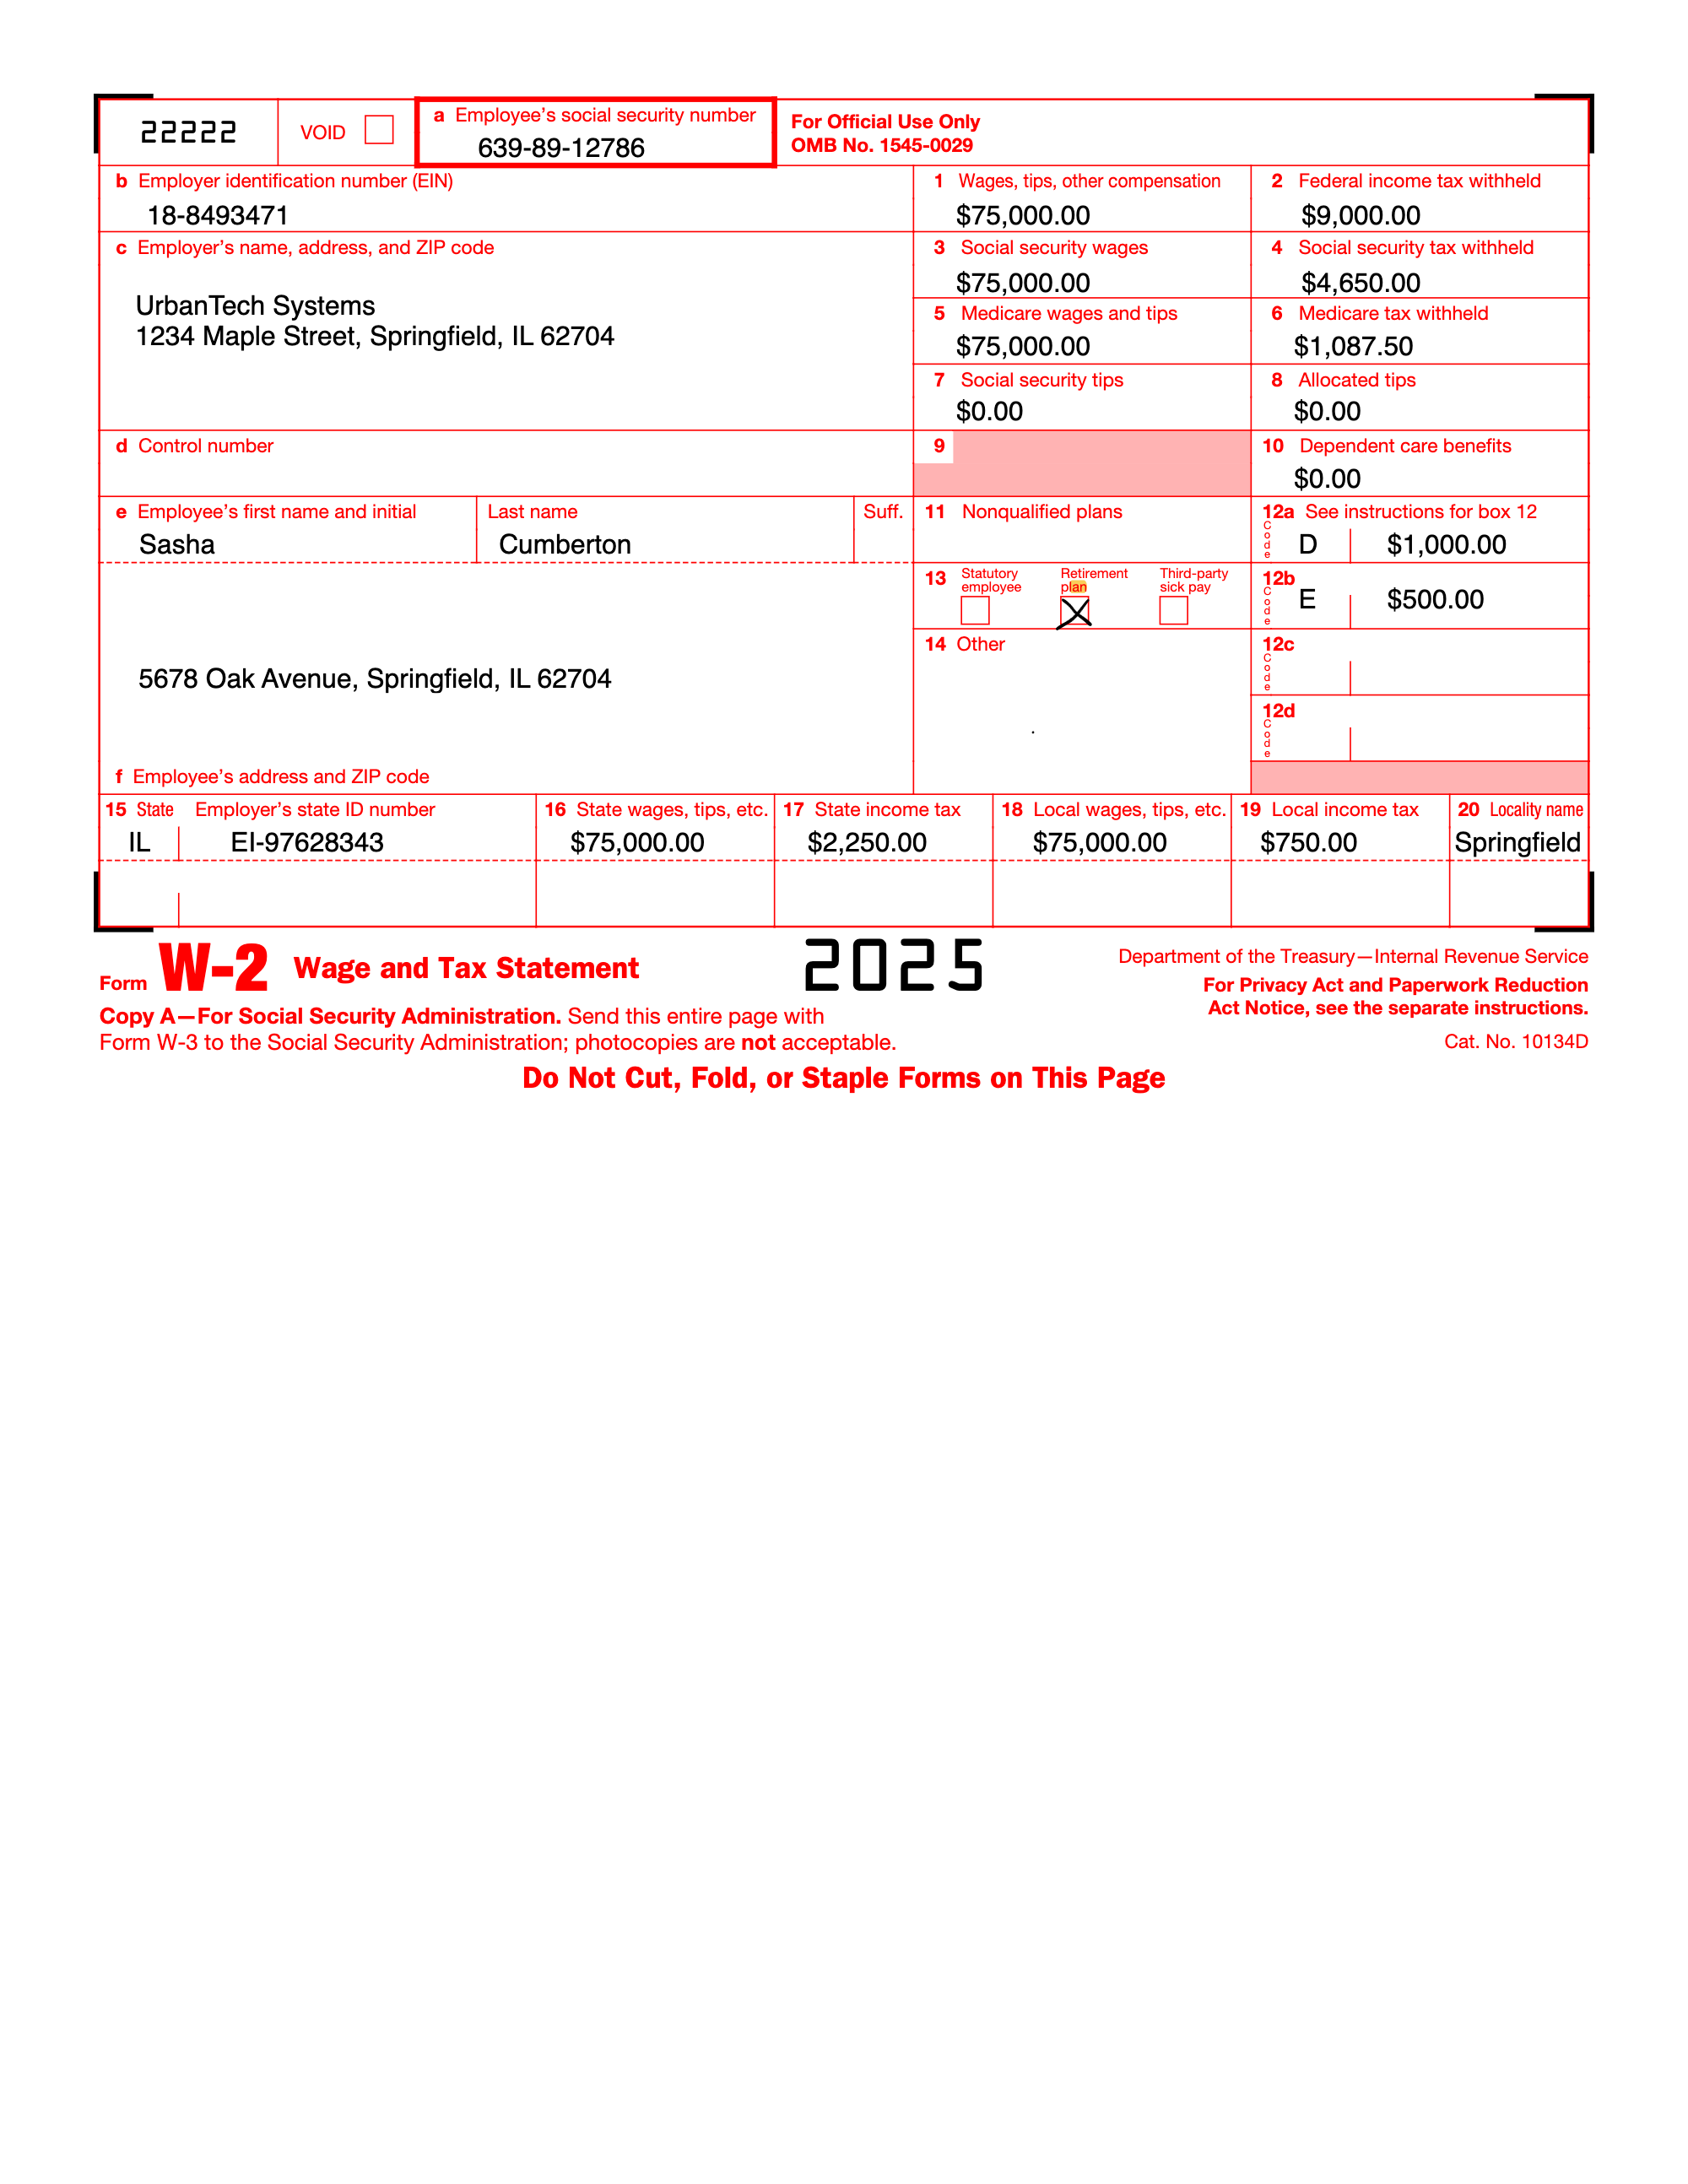 22222
VOID
a Employee's social security number
639-89-12786
For Official Use Only
OMB No. 1545-0029
b Employer identification number (EIN)
18-8493471
1 Wages, tips, other compensation
$75,000.00
2 Federal income tax withheld
$9,000.00
c Employer's name, address, and ZIP code
UrbanTech Systems
1234 Maple Street, Springfield, IL 62704
3 Social security wages
$75,000.00
4 Social security tax withheld
$4,650.00
5 Medicare wages and tips
$75,000.00
6 Medicare tax withheld
$1,087.50
7 Social security tips
$0.00
8 Allocated tips
$0.00
d Control number
9
10 Dependent care benefits
$0.00
e Employee's first name and initial
Sasha
Last name
Cumberton
Suff.
11 Nonqualified plans
12a See instructions for box 12
Code
D $1,000.00
13
Statutory
employee
Retirement
plan
X
Third-party
sick pay
12b
Code
E $500.00
14 Other
12c
Code
12d
Code
5678 Oak Avenue, Springfield, IL 62704
f Employee's address and ZIP code
15 State Employer's state ID number
IL EI-97628343
16 State wages, tips, etc.
$75,000.00
17 State income tax
$2,250.00
18 Local wages, tips, etc.
$75,000.00
19 Local income tax
$750.00
20 Locality name
Springfield
Form W-2 Wage and Tax Statement
2025
Department of the Treasury—Internal Revenue Service
For Privacy Act and Paperwork Reduction
Act Notice, see the separate instructions.
Copy A—For Social Security Administration. Send this entire page with
Form W-3 to the Social Security Administration; photocopies are not acceptable.
Cat. No. 10134D
Do Not Cut, Fold, or Staple Forms on This Page